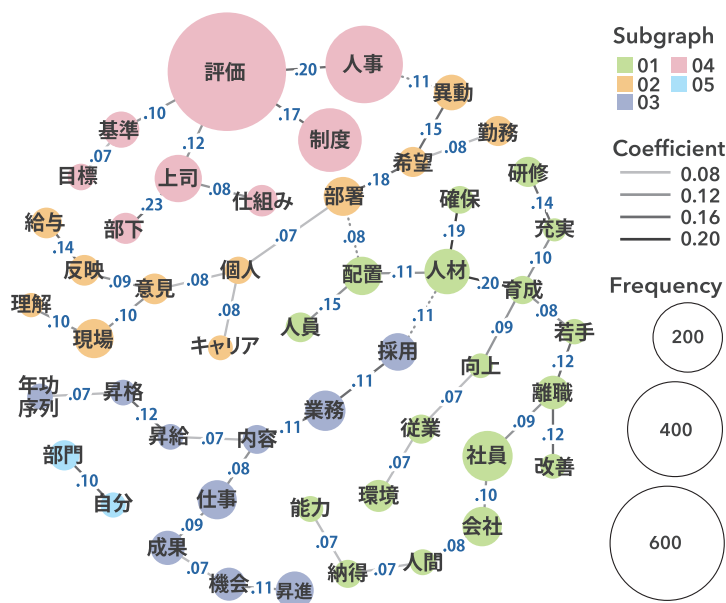 評価
.20
人事
.11
異動
.10
.12
.17
制度
.15
勤務
基準
.08
希望
.07
目標
上司
.08
仕組み
.18
部署
研修
.14
確保
.23
部下
給与
.14
.07
.08
.19
充実
反映
.09
意見
.08
個人
配置
.11
人材
.20
.10
育成
理解
.10
現場
.10
.08
キャリア
.15
人員
.11
採用
.09
.08
若手
向上
.12
離職
年功
序列
.07
昇格
.12
昇給
.07
内容
.11
業務
.11
.07
従業
.09
.12
改善
社員
部門
.10
自分
.08
仕事
.07
環境
.10
会社
能力
.07
.09
成果
.07
機会
.11
昇進
納得
.07
人間
.08
Subgraph
01
04
02
05
03
Coefficient
0.08
0.12
0.16
0.20
Frequency
200
400
600